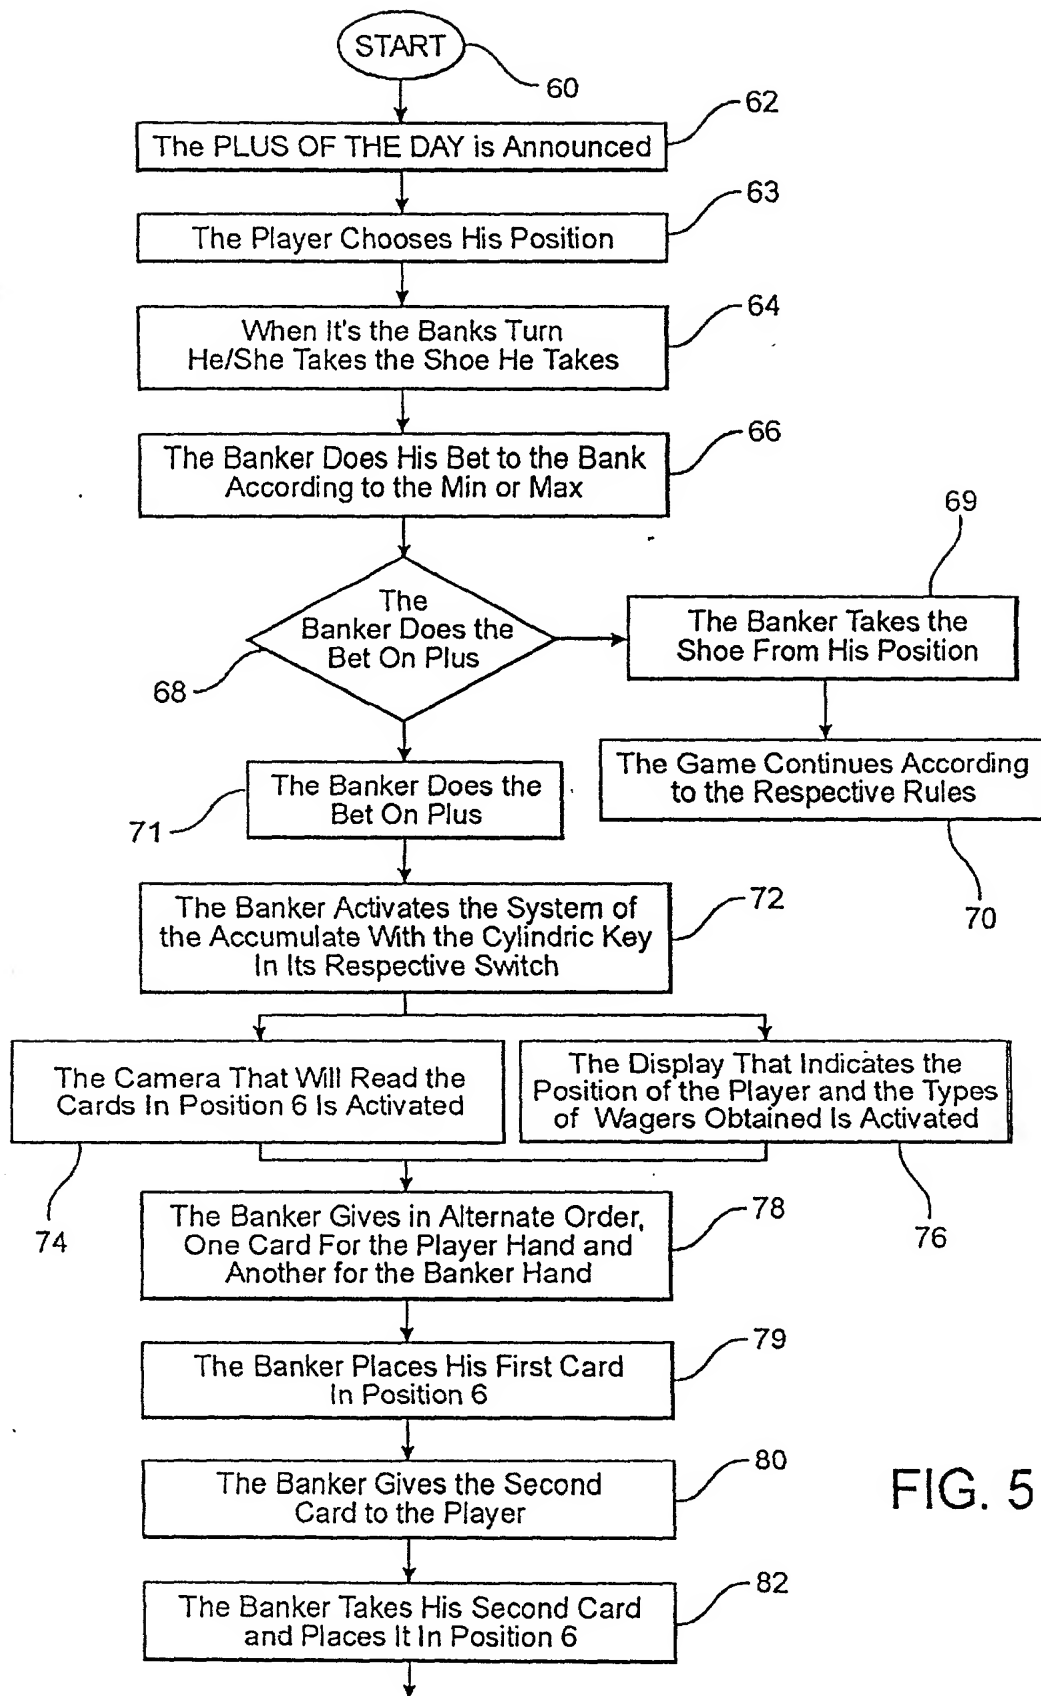 START
60
62
The PLUS OF THE DAY is Announced
63
The Player Chooses His Position
64
When It's the Banks Turn
He/She Takes the Shoe He Takes
66
The Banker Does His Bet to the Bank
According to the Min or Max
69
The
Banker Does the
Bet On Plus
68
The Banker Takes the
Shoe From His Position
The Game Continues According
to the Respective Rules
70
The Banker Does the
Bet On Plus
71
72
The Banker Activates the System of
the Accumulate With the Cylindric Key
In Its Respective Switch
The Camera That Will Read the
Cards In Position 6 Is Activated
74
The Display That Indicates the
Position of the Player and the Types
of Wagers Obtained Is Activated
76
78
The Banker Gives in Alternate Order,
One Card For the Player Hand and
Another for the Banker Hand
79
The Banker Places His First Card
In Position 6
80
The Banker Gives the Second
Card to the Player
FIG. 5
82
The Banker Takes His Second Card
and Places It In Position 6